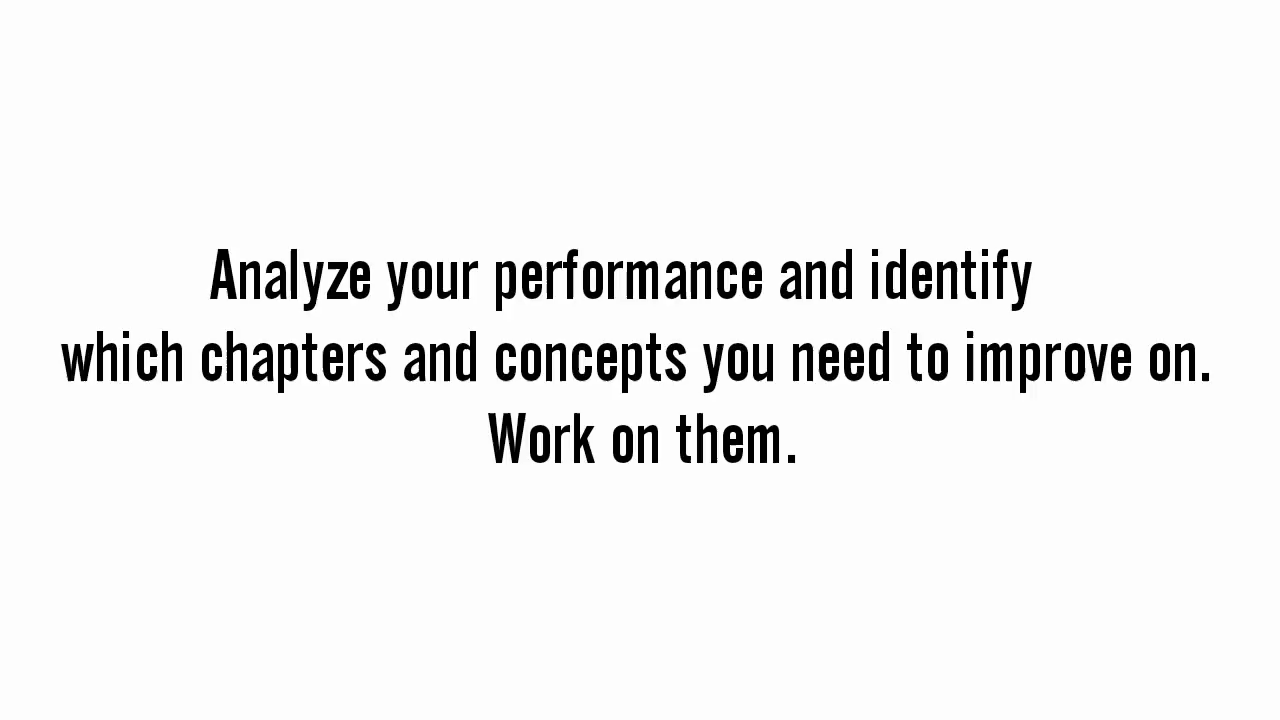 Analyze your performance and identify
which chapters and concepts you need to improve on.
Work on them.